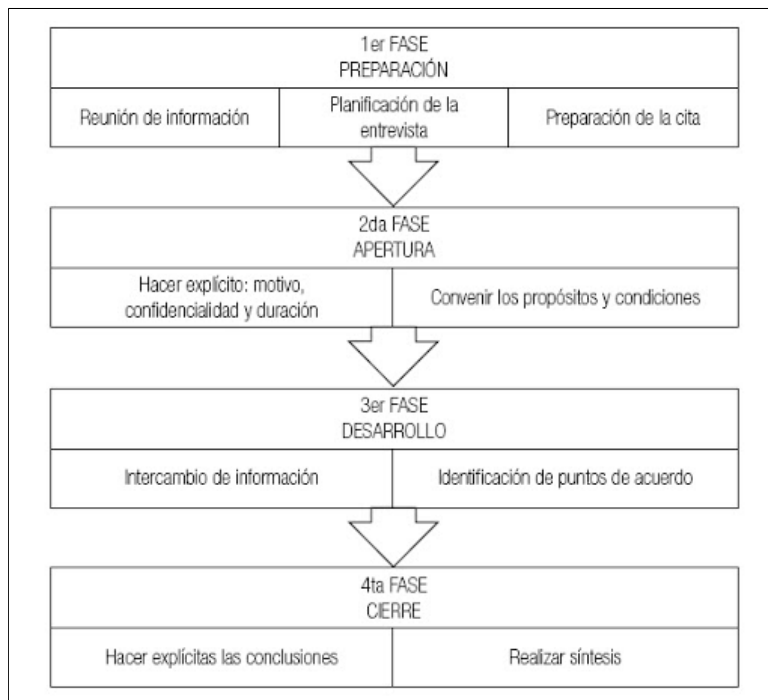 1er FASE
PREPARACIÓN
Reunión de información
Planificación de la
entrevista
Preparación de la cita
2da FASE
APERTURA
Hacer explícito: motivo,
confidencialidad y duración
Convenir los propósitos y condiciones
3er FASE
DESARROLLO
Intercambio de información
Identificación de puntos de acuerdo
4ta FASE
CIERRE
Hacer explícitas las conclusiones
Realizar síntesis